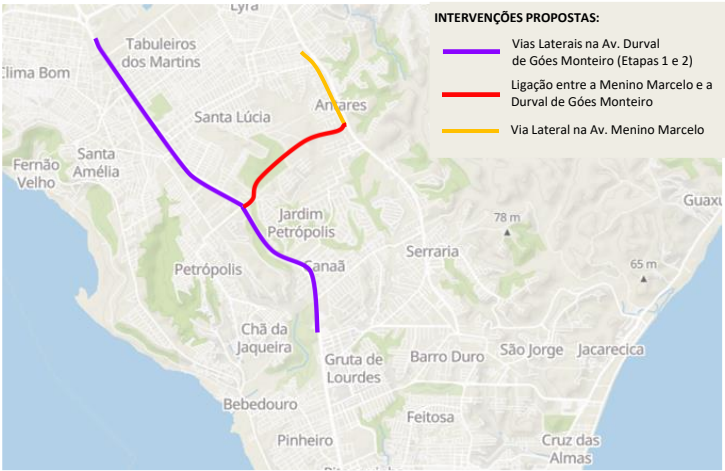 INTERVENÇÕES PROPOSTAS:
Vias Laterais na Av. Durval
de Góes Monteiro (Etapas 1 e 2)
Ligação entre a Menino Marcelo e a
Durval de Góes Monteiro
Via Lateral na Av. Menino Marcelo
Lyra
Tabuleiros
dos Martins
Clima Bom
Antares
Santa Lúcia
Santa
Amélia
Fernão
Velho
Guaxu
Jardim
Petrópolis
78 m
Serraria
Canaã
Petrópolis
65 m
Chã da
Jaqueira
Gruta de
Lourdes
Barro Duro
São Jorge
Jacarecica
Bebedouro
Feitosa
Pinheiro
Cruz das
Almas